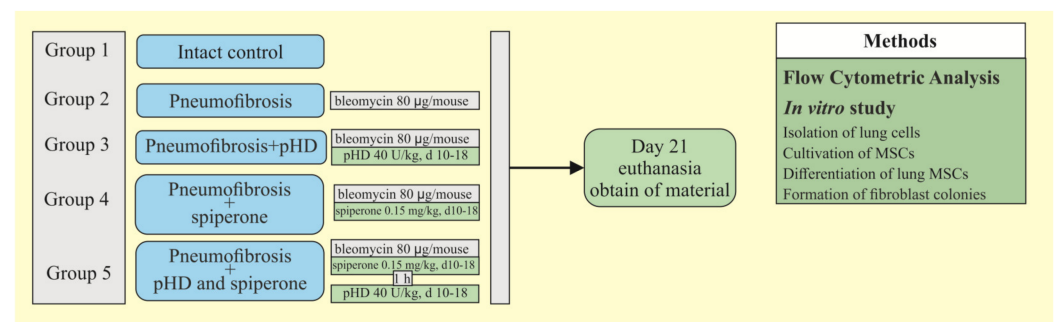 Group 1
Intact control
Group 2
Pneumofibrosis
bleomycin 80 μg/mouse
Group 3
Pneumofibrosis+pHD
bleomycin 80 μg/mouse
pHD 40 U/kg, d 10-18
Group 4
Pneumofibrosis
+
spiperone
bleomycin 80 μg/mouse
spiperone 0.15 mg/kg, d10-18
Group 5
Pneumofibrosis
+
pHD and spiperone
bleomycin 80 μg/mouse
spiperone 0.15 mg/kg, d10-18
1 h
pHD 40 U/kg, d 10-18
Day 21
euthanasia
obtain of material
Methods
Flow Cytometric Analysis
In vitro study
Isolation of lung cells
Cultivation of MSCs
Differentiation of lung MSCs
Formation of fibroblast colonies